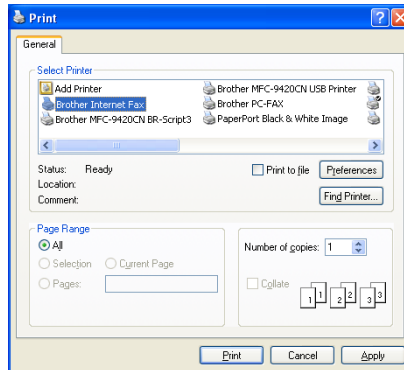 Print
General
Select Printer
Add Printer
Brother Internet Fax
Brother MFC-9420CN BR-Script3
Brother MFC-9420CN USB Printer
Brother PC-FAX
PaperPort Black & White Image
Status: Ready
Location:
Comment:
Print to file
Preferences
Find Printer...
Page Range
All
Selection
Current Page
Pages:
Number of copies: 1
Collate
1 1 2 2 3 3
Print
Cancel
Apply